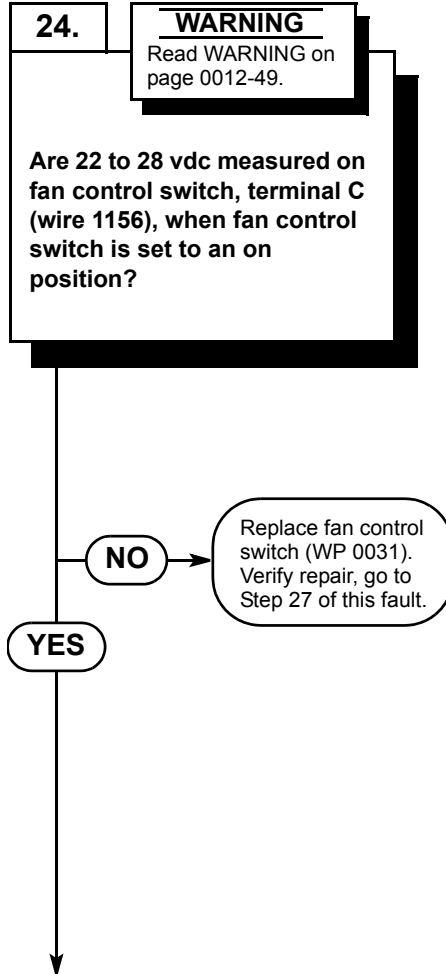 24.
WARNING
Read WARNING on
page 0012-49.
Are 22 to 28 vdc measured on
fan control switch, terminal C
(wire 1156), when fan control
switch is set to an on
position?
NO
Replace fan control
switch (WP 0031).
Verify repair, go to
Step 27 of this fault.
YES